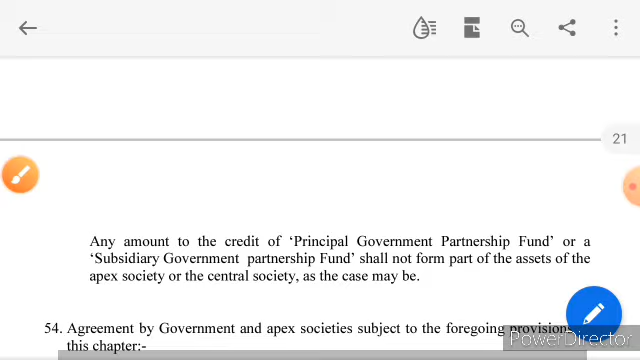 21
Any amount to the credit of ‘Principal Government Partnership Fund’ or a
‘Subsidiary Government partnership Fund’ shall not form part of the assets of the
apex society or the central society, as the case may be.
54. Agreement by Government and apex societies subject to the foregoing provisions
this chapter:-
PowerDirector